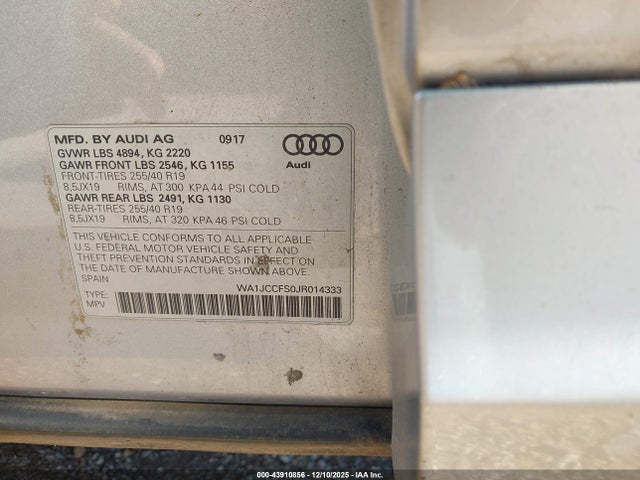 MFD. BY AUDI AG 0917
GVWR LBS 4894, KG 2220
GAWR FRONT LBS 2546, KG 1155
FRONT-TIRES 255/40 R19
8,5JX19 RIMS, AT 300 KPA 44 PSI COLD
GAWR REAR LBS 2491, KG 1130
REAR-TIRES 255/40 R19
8,5JX19 RIMS, AT 320 KPA 46 PSI COLD
Audi
THIS VEHICLE CONFORMS TO ALL APPLICABLE
U.S. FEDERAL MOTOR VEHICLE SAFETY AND
THEFT PREVENTION STANDARDS IN EFFECT ON
THE DATE OF MANUFACTURE SHOWN ABOVE.
SPAIN
WA1JCCFS0JR014333
TYPE:
MPV
000-43910856 - 12/10/2025 - IAA Inc.